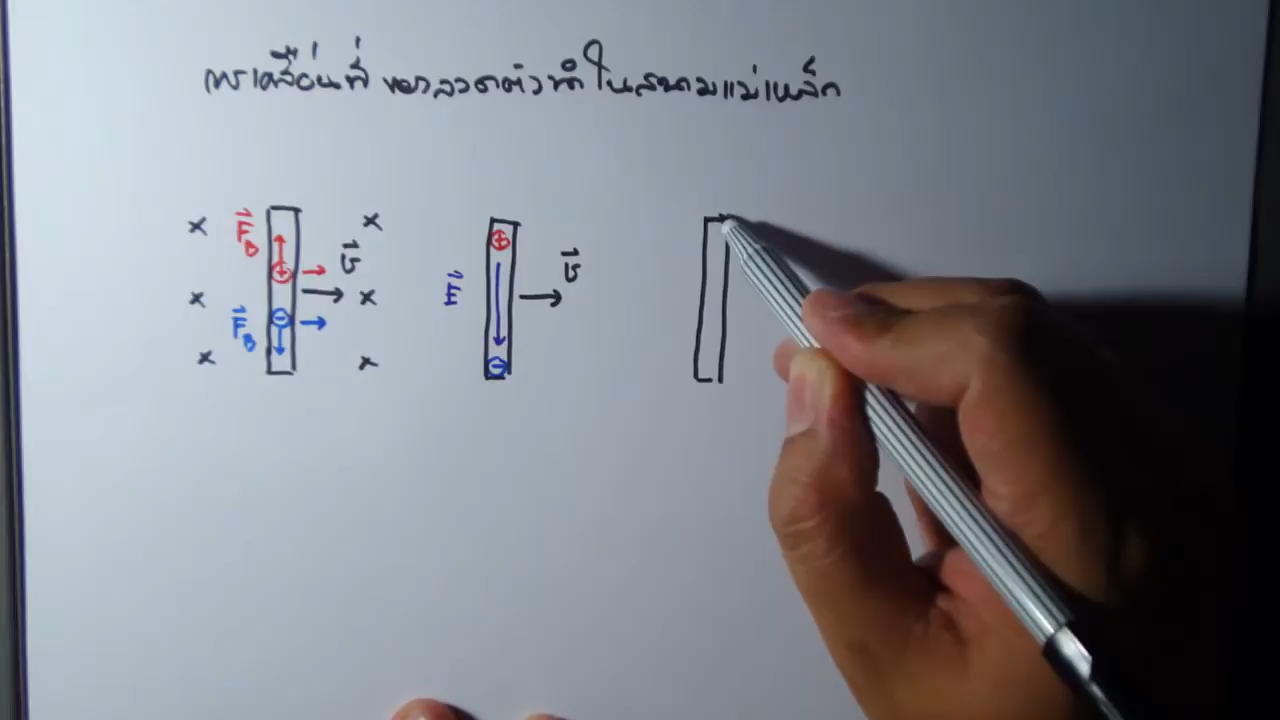 การเคลื่อนที่ ของลวดตัวนำ ในสนามแม่เหล็ก
x x
F B
+ v
x x
- F B
x x
+
E v
-